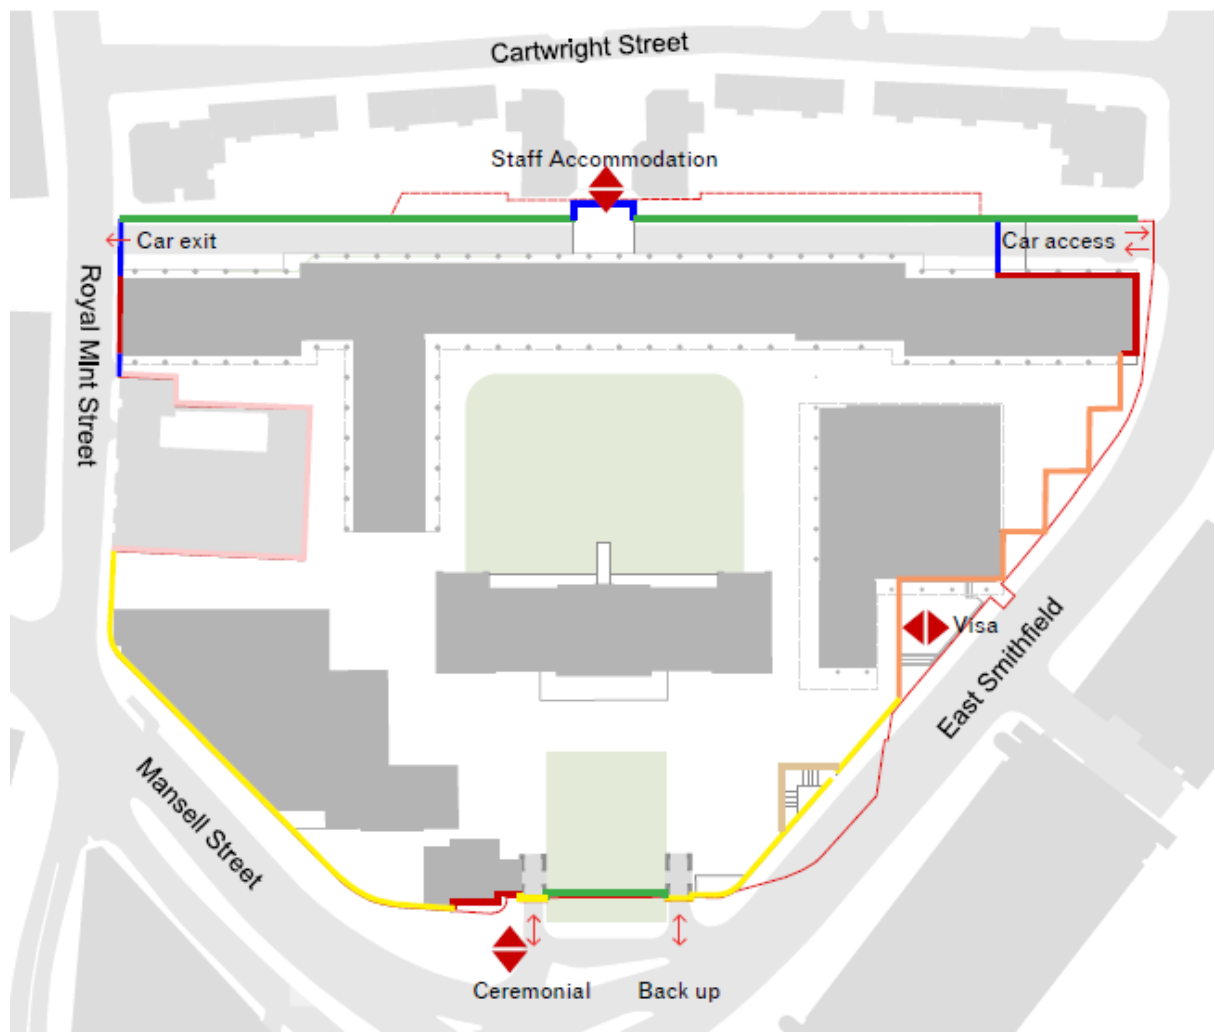 Cartwright Street
Staff Accommodation
Car exit
Car access
Royal MInt Street
Visa
East Smithfield
Mansell Street
Ceremonial
Back up